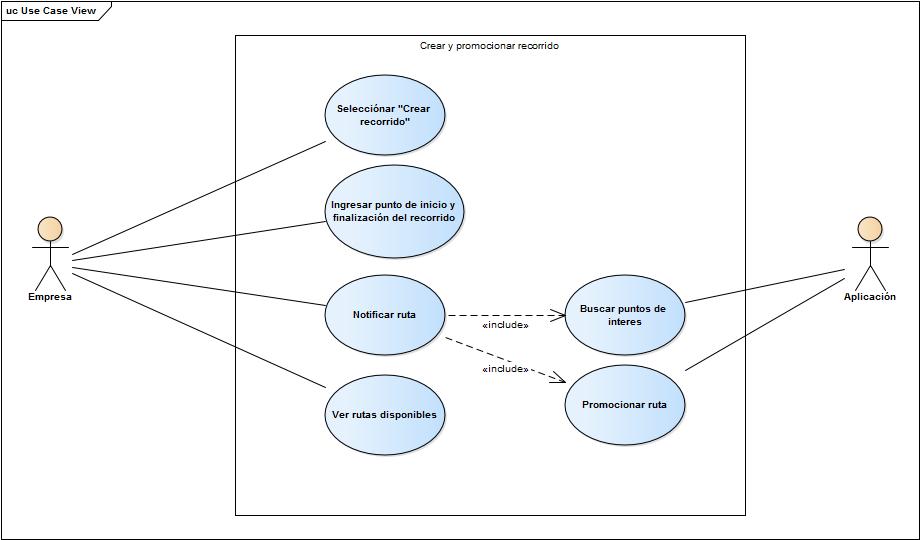 uc Use Case View
Crear y promocionar recorrido
Selecciónar "Crear
recorrido"
Ingresar punto de inicio y
finalización del recorrido
Empresa
Notificar ruta
«include»
Buscar puntos de
interes
Aplicación
«include»
Ver rutas disponibles
Promocionar ruta